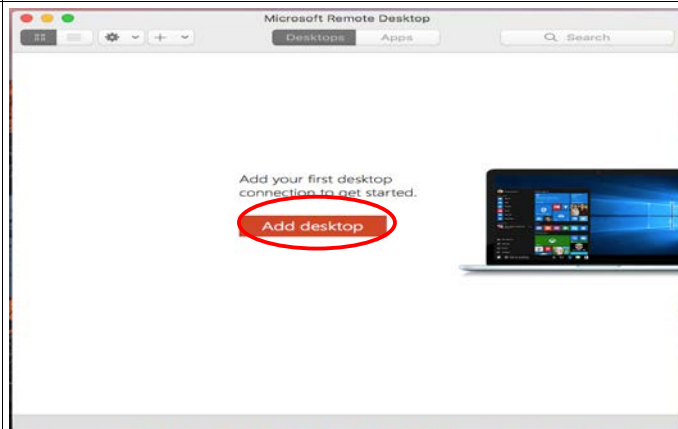 Microsoft Remote Desktop
Desktops Apps Search
Add your first desktop
connection to get started.
Add desktop